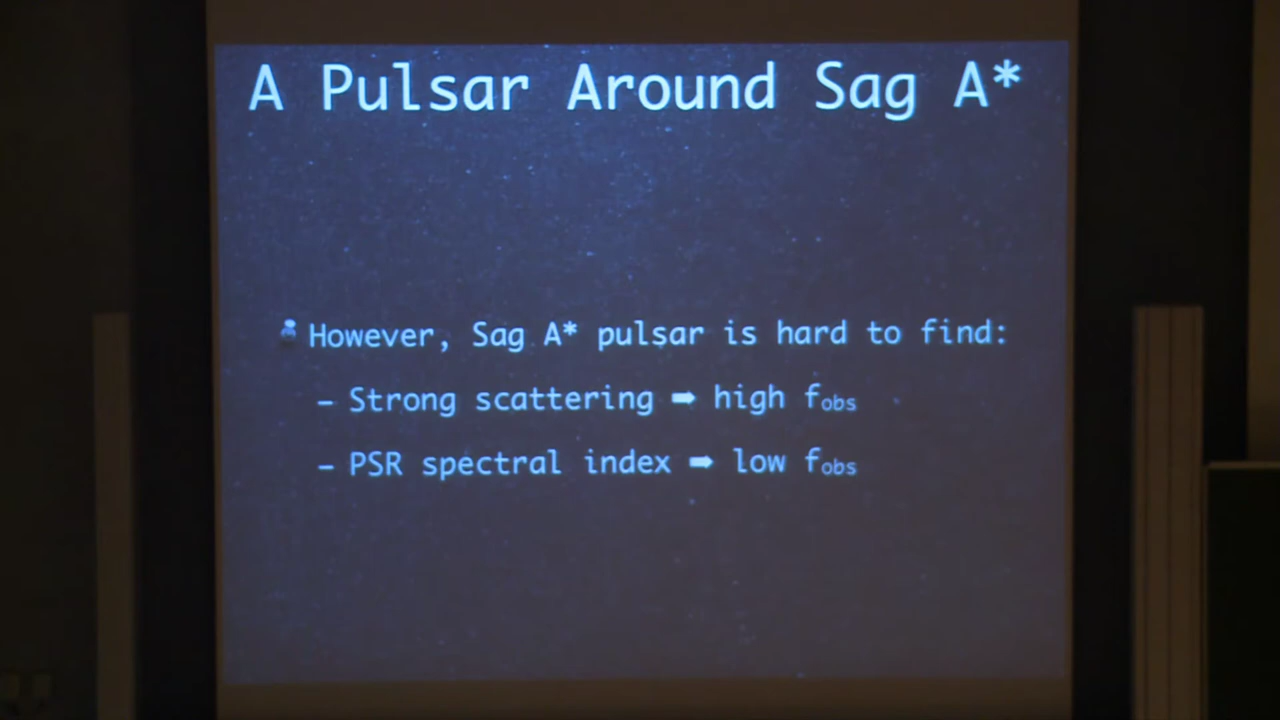 A Pulsar Around Sag A*
However, Sag A* pulsar is hard to find:
– Strong scattering ➡ high fobs
– PSR spectral index ➡ low fobs